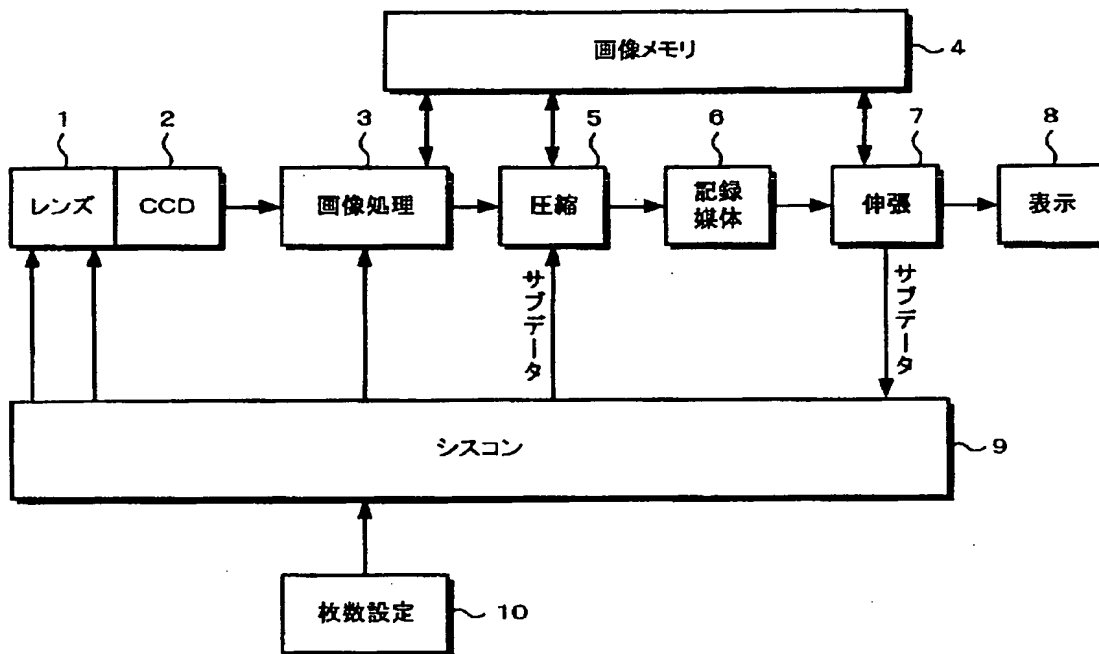 画像メモリ
4
1
2
3
5
6
7
8
レンズ
CCD
画像処理
圧縮
記録
媒体
伸張
表示
サブデータ
サブデータ
シスコン
9
枚数設定
10